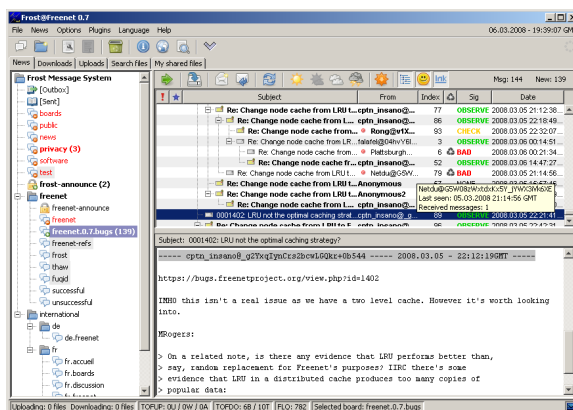 Frost@Freenet 0.7
File News Options Plugins Language Help 06.03.2008 - 19:39:07 GMT
News Downloads Uploads Search files My shared files
Frost Message System
[Outbox]
[Sent]
boards
public
news
privacy (3)
software
test
frost-announce (2)
freenet
freenet-announce
freenet
freenet.0.7.bugs (139)
freenet-refs
frost
thaw
fuqid
successful
unsuccessful
international
de
de.freenet
fr
fr.accueil
fr.boards
fr.discussion
link Msg: 144 New: 139
Subject From Index Sig Date
Re: Change node cache from LRU t... cptn_insano@... 77 OBSERVE 2008.03.05 21:12:38...
Re: Change node cache from L... cptn_insano@... 86 OBSERVE 2008.03.05 22:18:49...
Re: Change node cache from... Rong@v1X... 93 CHECK 2008.03.05 22:32:07...
Re: Change node cache from LR... falafel@04hvY6l... 3 OBSERVE 2008.03.06 00:14:51...
Re: Change node cache from... Plattsburgh... 6 BAD 2008.03.06 00:21:34...
Re: Change node cache from... cptn_insano@... 52 OBSERVE 2008.03.06 14:47:27...
Re: Change node cache from LRU t... Netdu@G5W... 79 BAD 2008.03.05 21:14:56...
Re: Change node cache from LRU t... Anonymous
Re: Change node cache from L... Anonymous2
Re: Change node cache from L... cptn_insano@...
Last seen: 05.03.2008 21:14:56 GMT
Received messages: 1
0001402: LRU not the optimal caching strat... cptn_insano@_g... 89 OBSERVE 2008.03.05 22:21:41...
Subject: 0001402: LRU not the optimal caching strategy?
----- 2008.03.05 - 22:12:19GMT -----
https://bugs.freenetproject.org/view.php?id=1402
IMHO this isn't a real issue as we have a two level cache. However it's worth looking
into.
MRogers:
> On a related note, is there any evidence that LRU performs better than,
> say, random replacement for Freenet's purposes? IIRC there's some
> evidence that LRU in a distributed cache produces too many copies of
> popular data:
Uploading: 0 files Downloading: 0 files TOFUP: 0U / 0W / 0A TOFDO: 6B / 10T FLQ: 782 Selected board: freenet.0.7.bugs